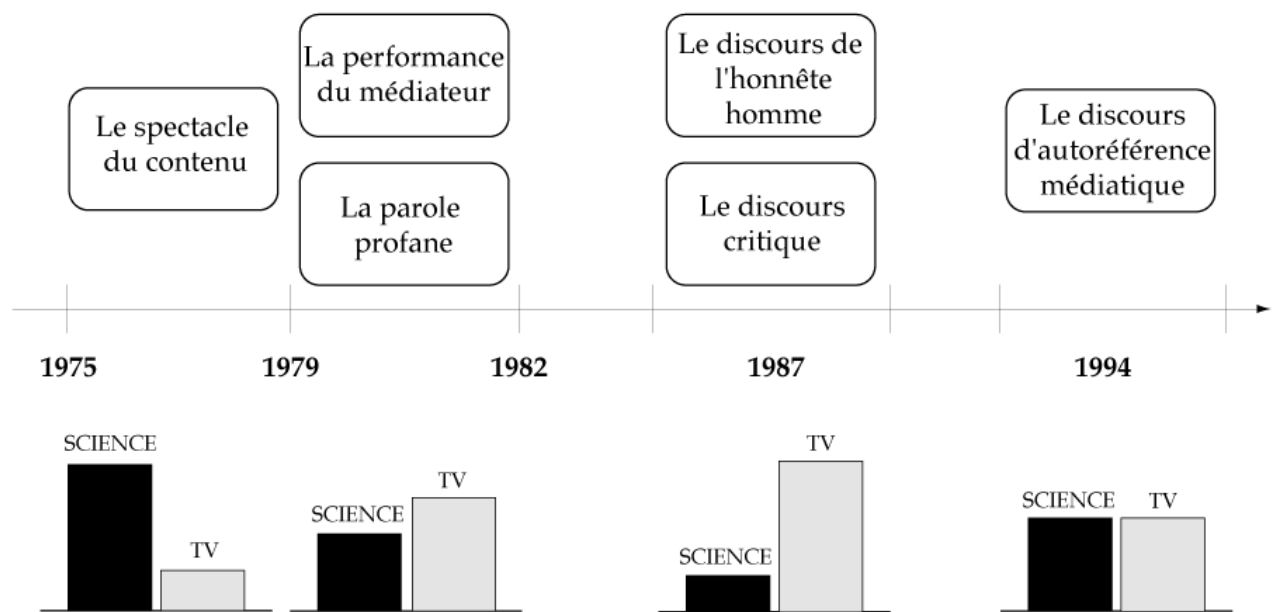 Le spectacle
du contenu
La performance
du médiateur
La parole
profane
Le discours de
l'honnête
homme
Le discours
critique
Le discours
d'autoréférence
médiatique
1975
1979
1982
1987
1994
SCIENCE
TV
SCIENCE
TV
SCIENCE
TV
SCIENCE
TV